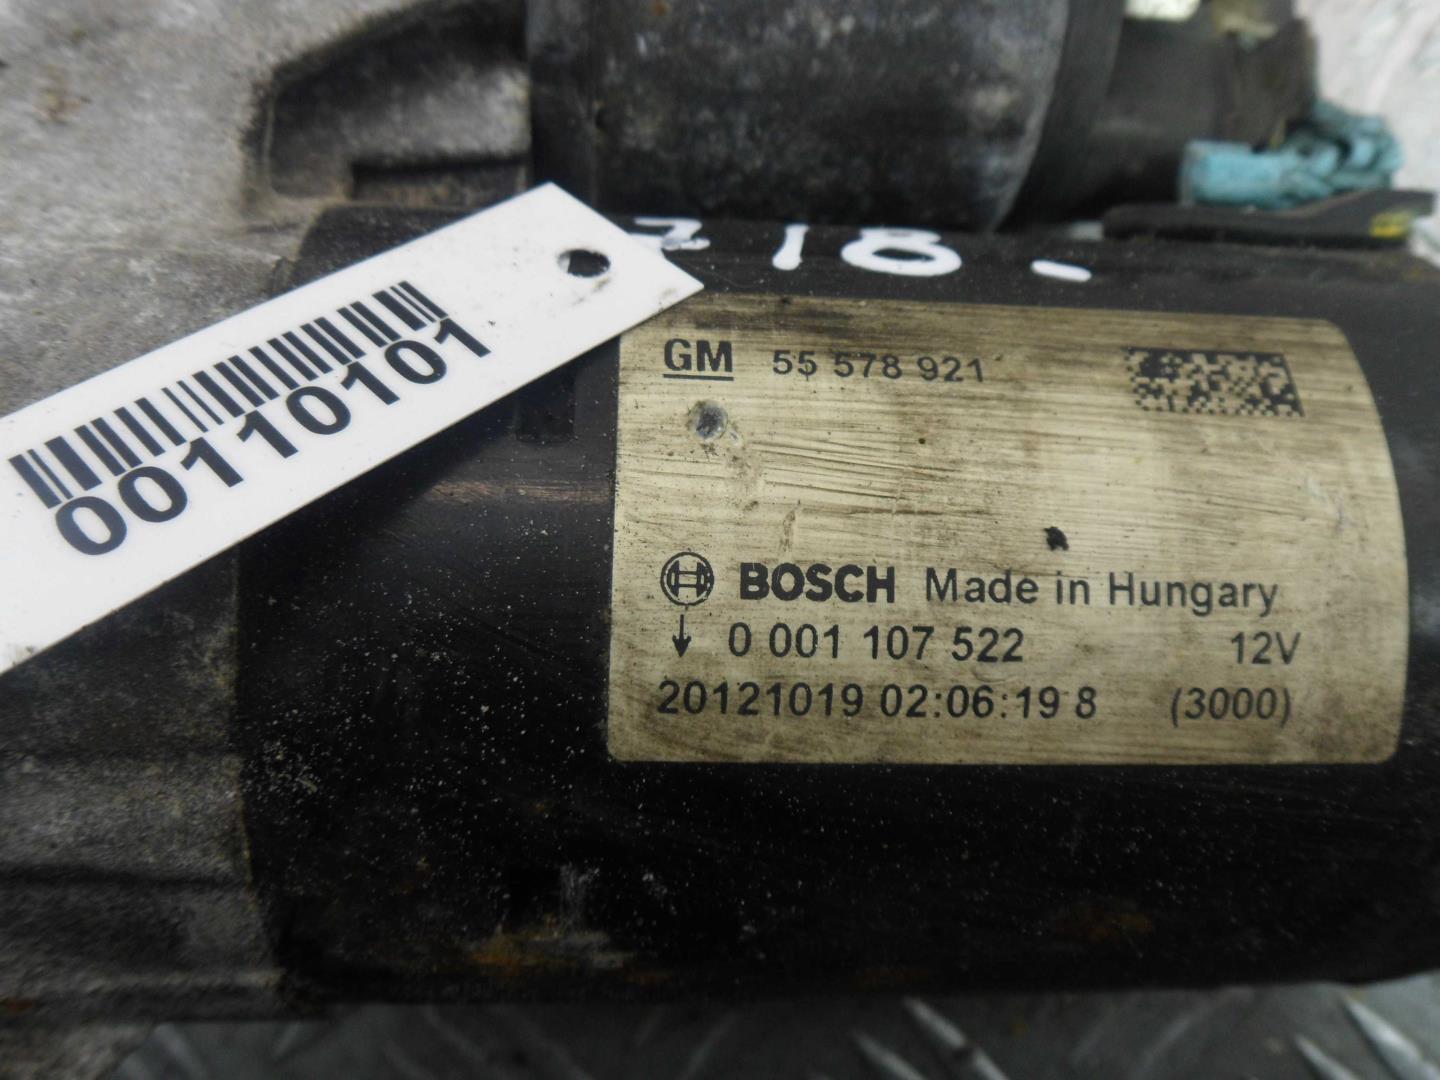 218 -
00110101
GM 55 578 921
BOSCH Made in Hungary
↓ 0 001 107 522 12V
20121019 02:06:19 8 (3000)